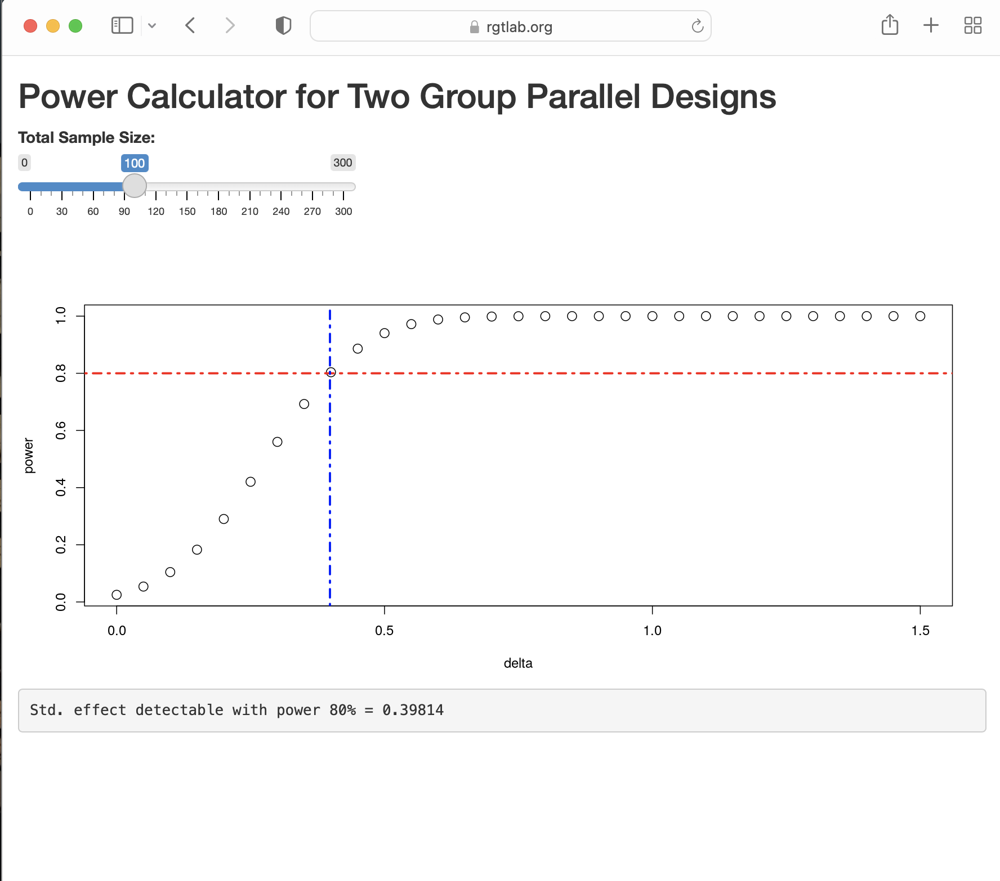 rgtlab.org
Power Calculator for Two Group Parallel Designs
Total Sample Size:
0 100 300
0 30 60 90 120 150 180 210 240 270 300
1.0
0.8
0.6
0.4
0.2
0.0
power
0.0 0.5 1.0 1.5
delta
Std. effect detectable with power 80% = 0.39814